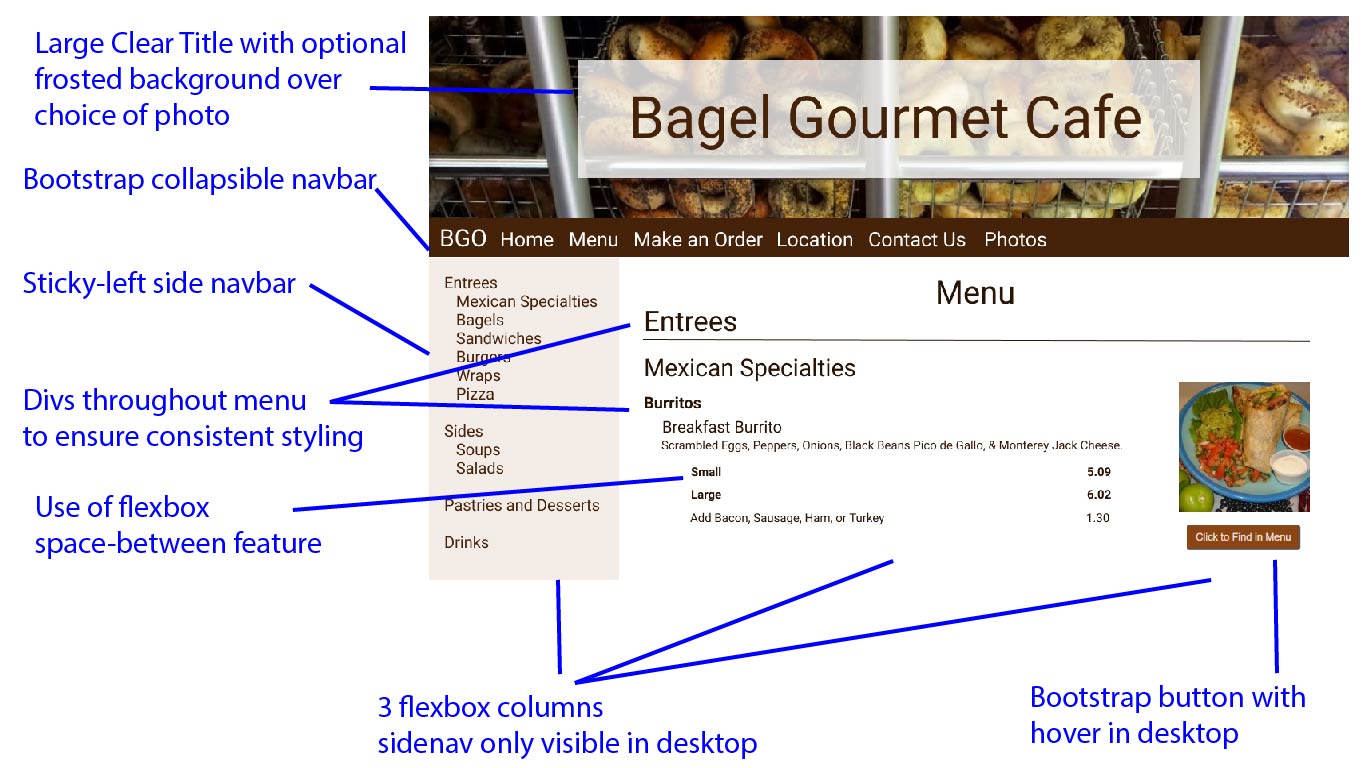 Large Clear Title with optional
frosted background over
choice of photo
Bagel Gourmet Cafe
Bootstrap collapsible navbar
BGO Home Menu Make an Order Location Contact Us Photos
Sticky-left side navbar
Entrees
Mexican Specialties
Bagels
Sandwiches
Burgers
Wraps
Pizza
Sides
Soups
Salads
Pastries and Desserts
Drinks
Menu
Entrees
Mexican Specialties
Burritos
Breakfast Burrito
Scrambled Eggs, Peppers, Onions, Black Beans Pico de Gallo, & Monterey Jack Cheese.
Small 5.09
Large 6.02
Add Bacon, Sausage, Ham, or Turkey 1.30
Click to Find in Menu
Divs throughout menu
to ensure consistent styling
Use of flexbox
space-between feature
3 flexbox columns
sidenav only visible in desktop
Bootstrap button with
hover in desktop